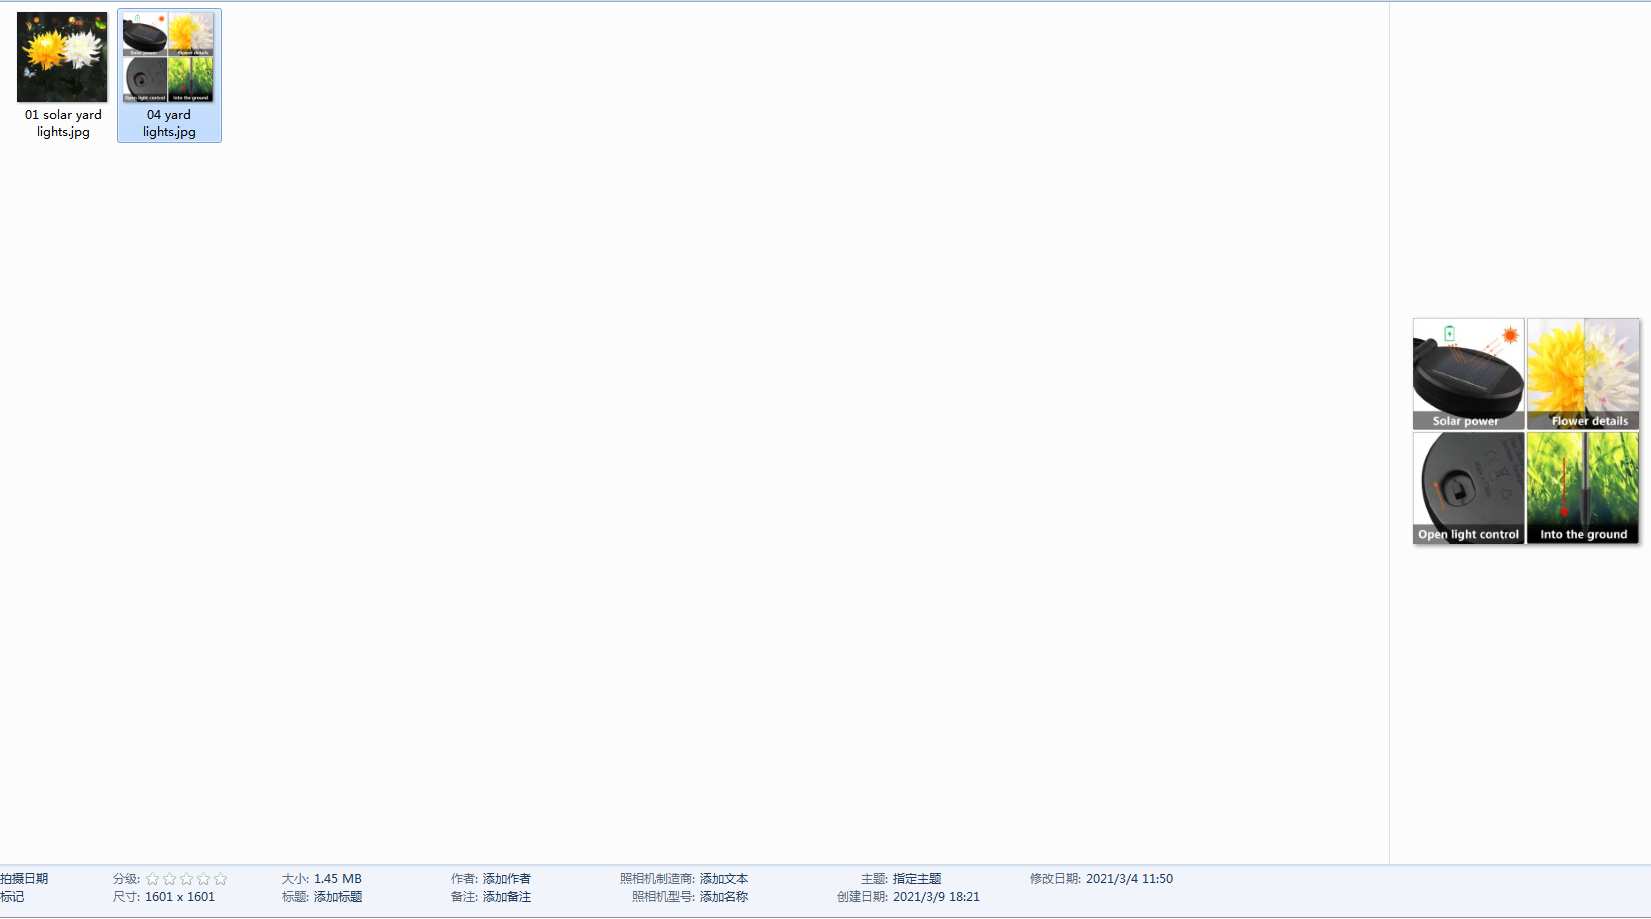 01 solar yard
lights.jpg
04 yard
lights.jpg
Solar power
Flower details
Open light control
Into the ground
Solar power
Flower details
Open light control
Into the ground
拍摄日期 分级: 大小: 1.45 MB 作者: 添加作者 照相机制造商: 添加文本 主题: 指定主题 修改日期: 2021/3/4 11:50
标记 尺寸: 1601 x 1601 标题: 添加标题 备注: 添加备注 照相机型号: 添加名称 创建日期: 2021/3/9 18:21